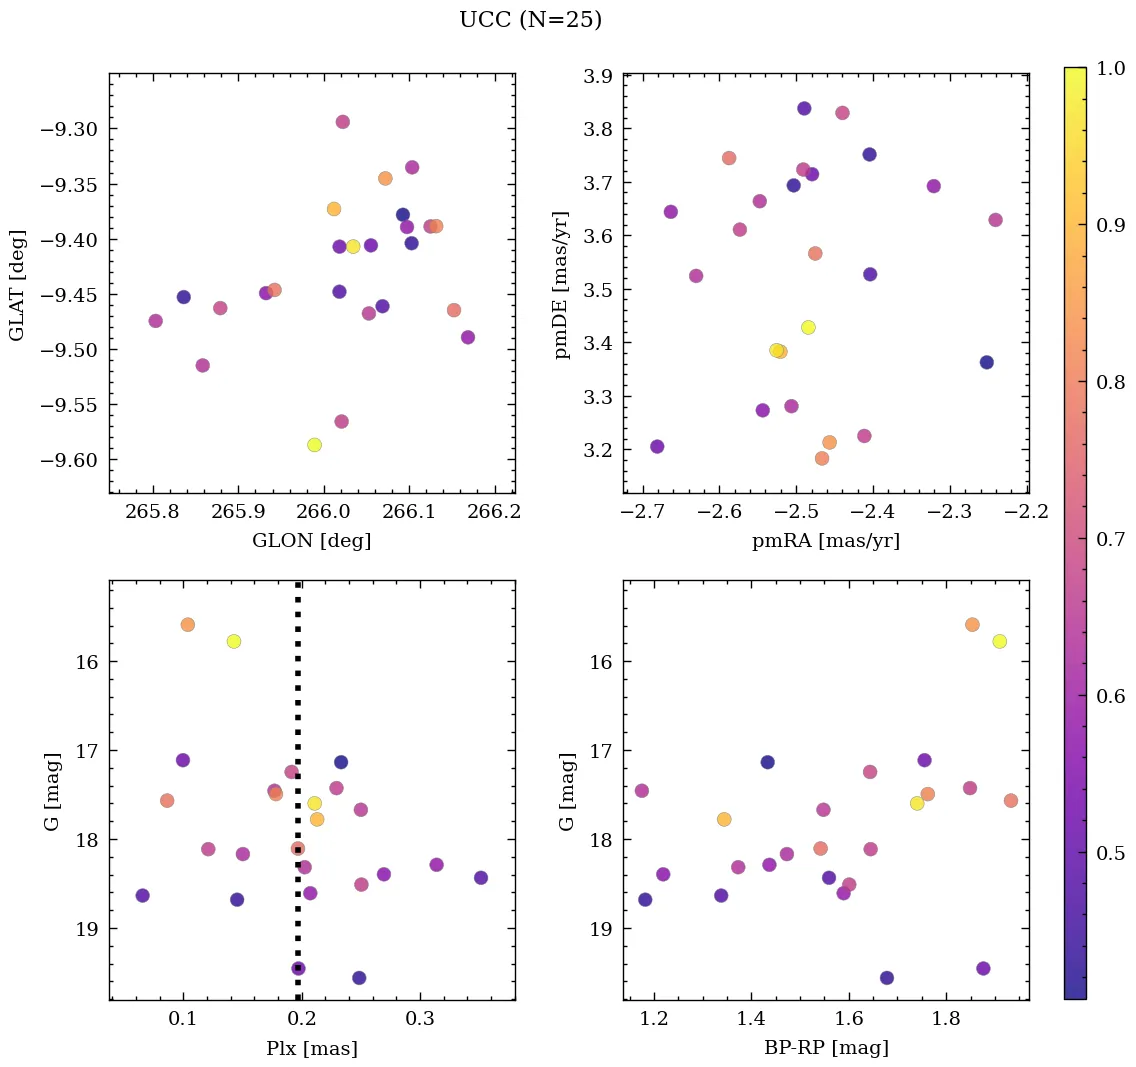 UCC (N=25)
−9.30
−9.35
−9.40
−9.45
−9.50
−9.55
−9.60
GLAT [deg]
265.8 265.9 266.0 266.1 266.2
GLON [deg]
3.9
3.8
3.7
3.6
3.5
3.4
3.3
3.2
pmDE [mas/yr]
−2.7 −2.6 −2.5 −2.4 −2.3 −2.2
pmRA [mas/yr]
16
17
18
19
G [mag]
0.1 0.2 0.3
Plx [mas]
16
17
18
19
G [mag]
1.2 1.4 1.6 1.8
BP-RP [mag]
1.0
0.9
0.8
0.7
0.6
0.5